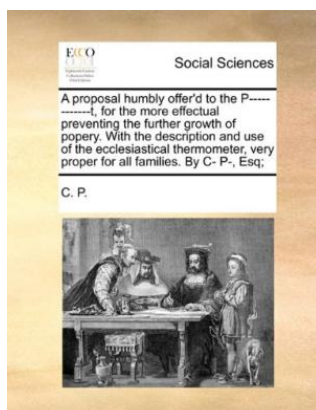 ECCO
Social Sciences
A proposal humbly offer'd to the P-----
------------t, for the more effectual
preventing the further growth of
popery. With the description and use
of the ecclesiastical thermometer, very
proper for all families. By C- P-, Esq;
C. P.